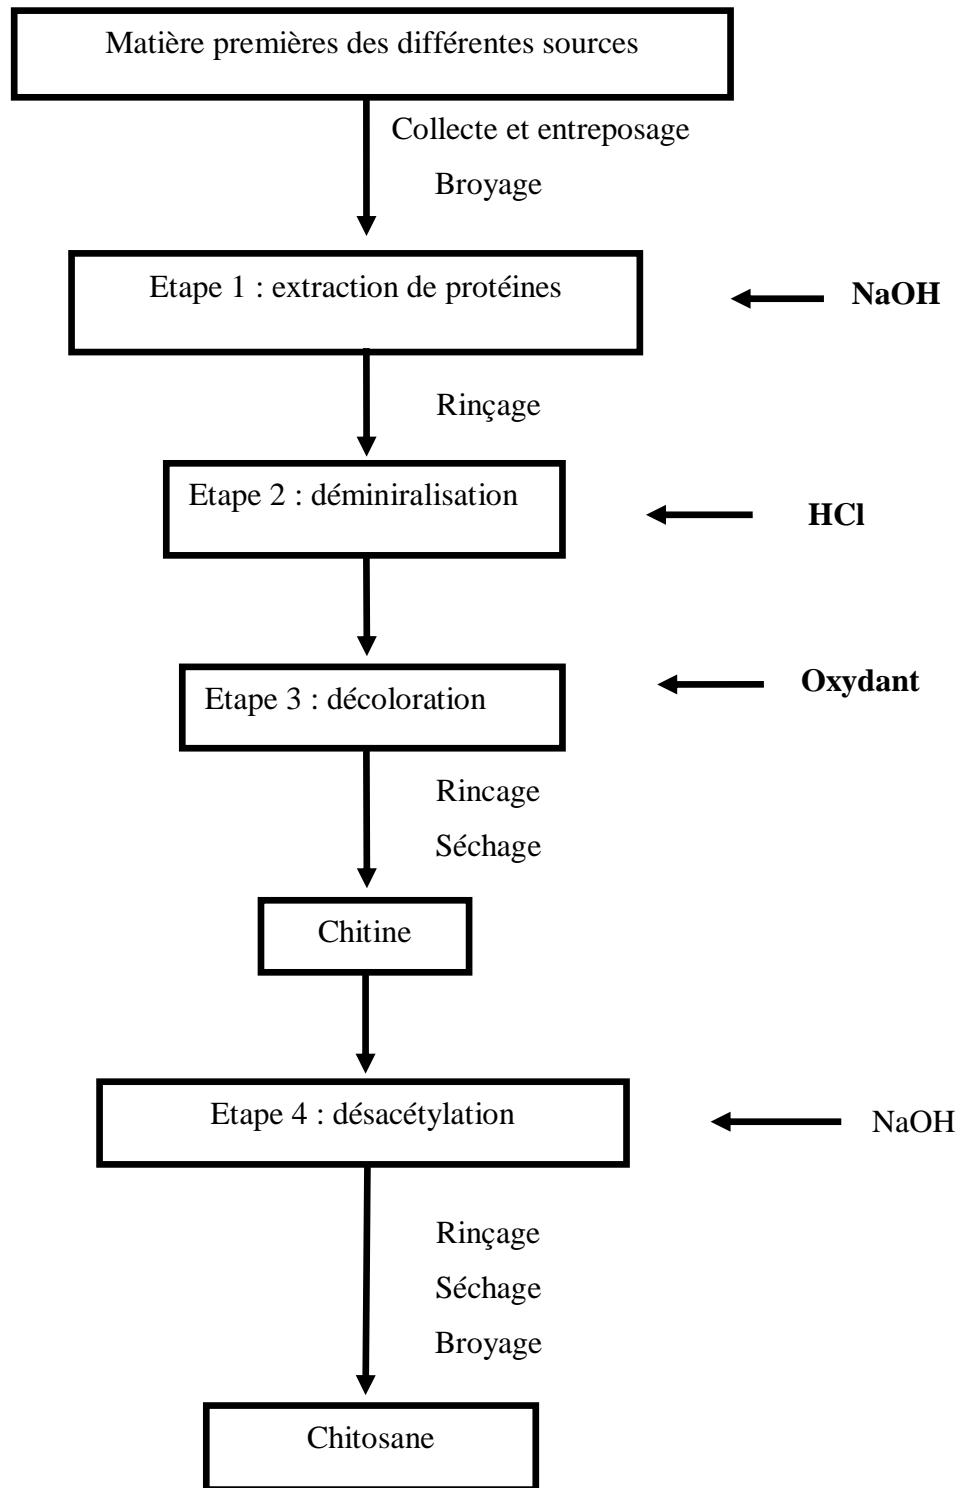 Matière premières des différentes sources
Collecte et entreposage
Broyage
Etape 1 : extraction de protéines
NaOH
Rinçage
Etape 2 : déminiralisation
HCl
Etape 3 : décoloration
Oxydant
Rincage
Séchage
Chitine
Etape 4 : désacétylation
NaOH
Rinçage
Séchage
Broyage
Chitosane